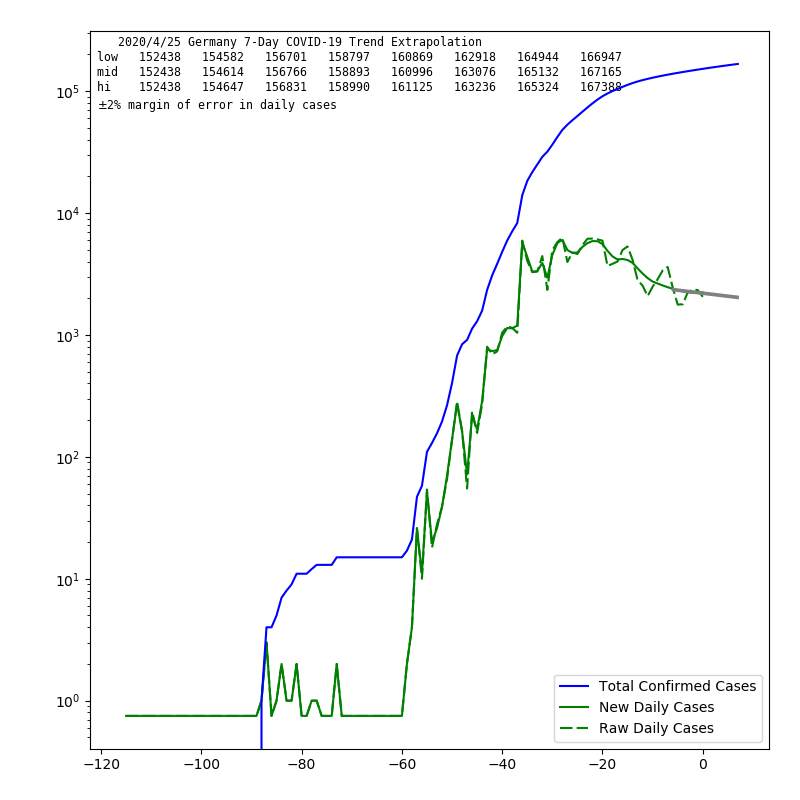 2020/4/25 Germany 7-Day COVID-19 Trend Extrapolation
low 152438 154582 156701 158797 160869 162918 164944 166947
mid 152438 154614 156766 158893 160996 163076 165132 167165
hi 152438 154647 156831 158990 161125 163236 165324 167388
±2% margin of error in daily cases
10⁵
10⁴
10³
10²
10¹
10⁰
−120 −100 −80 −60 −40 −20 0
Total Confirmed Cases
New Daily Cases
Raw Daily Cases